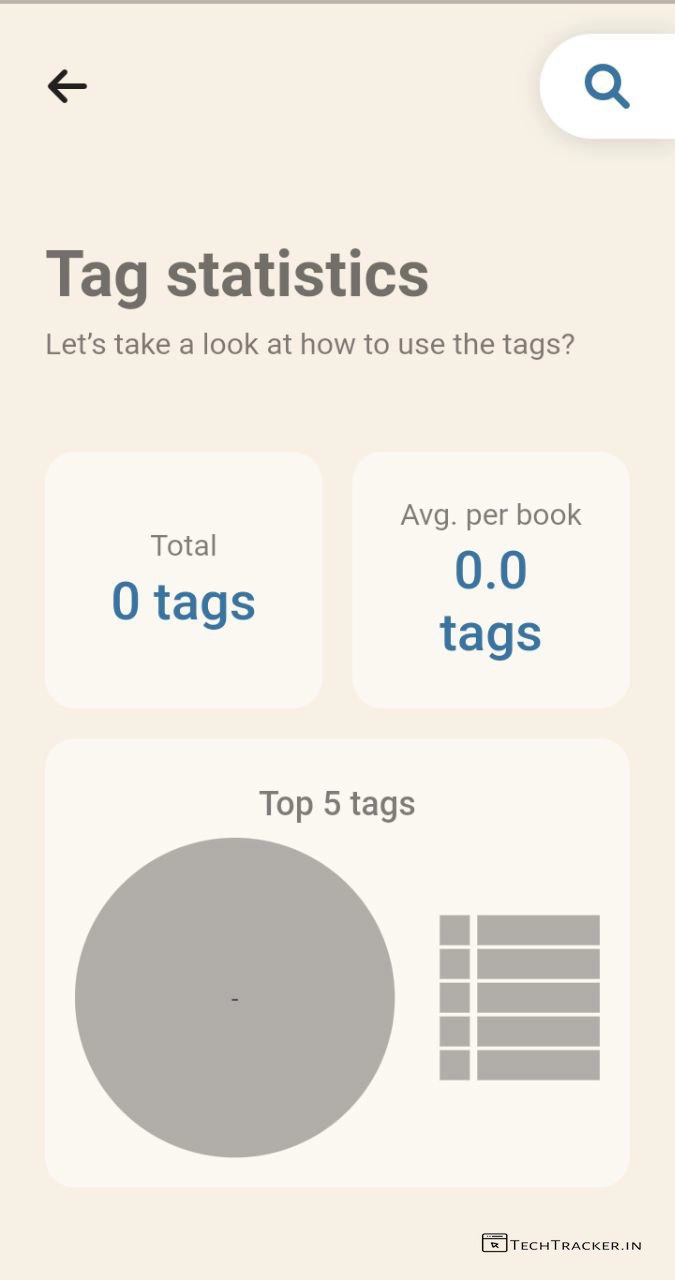 Tag statistics
Let’s take a look at how to use the tags?
Total
0 tags
Avg. per book
0.0
tags
Top 5 tags
-
TechTracker.in